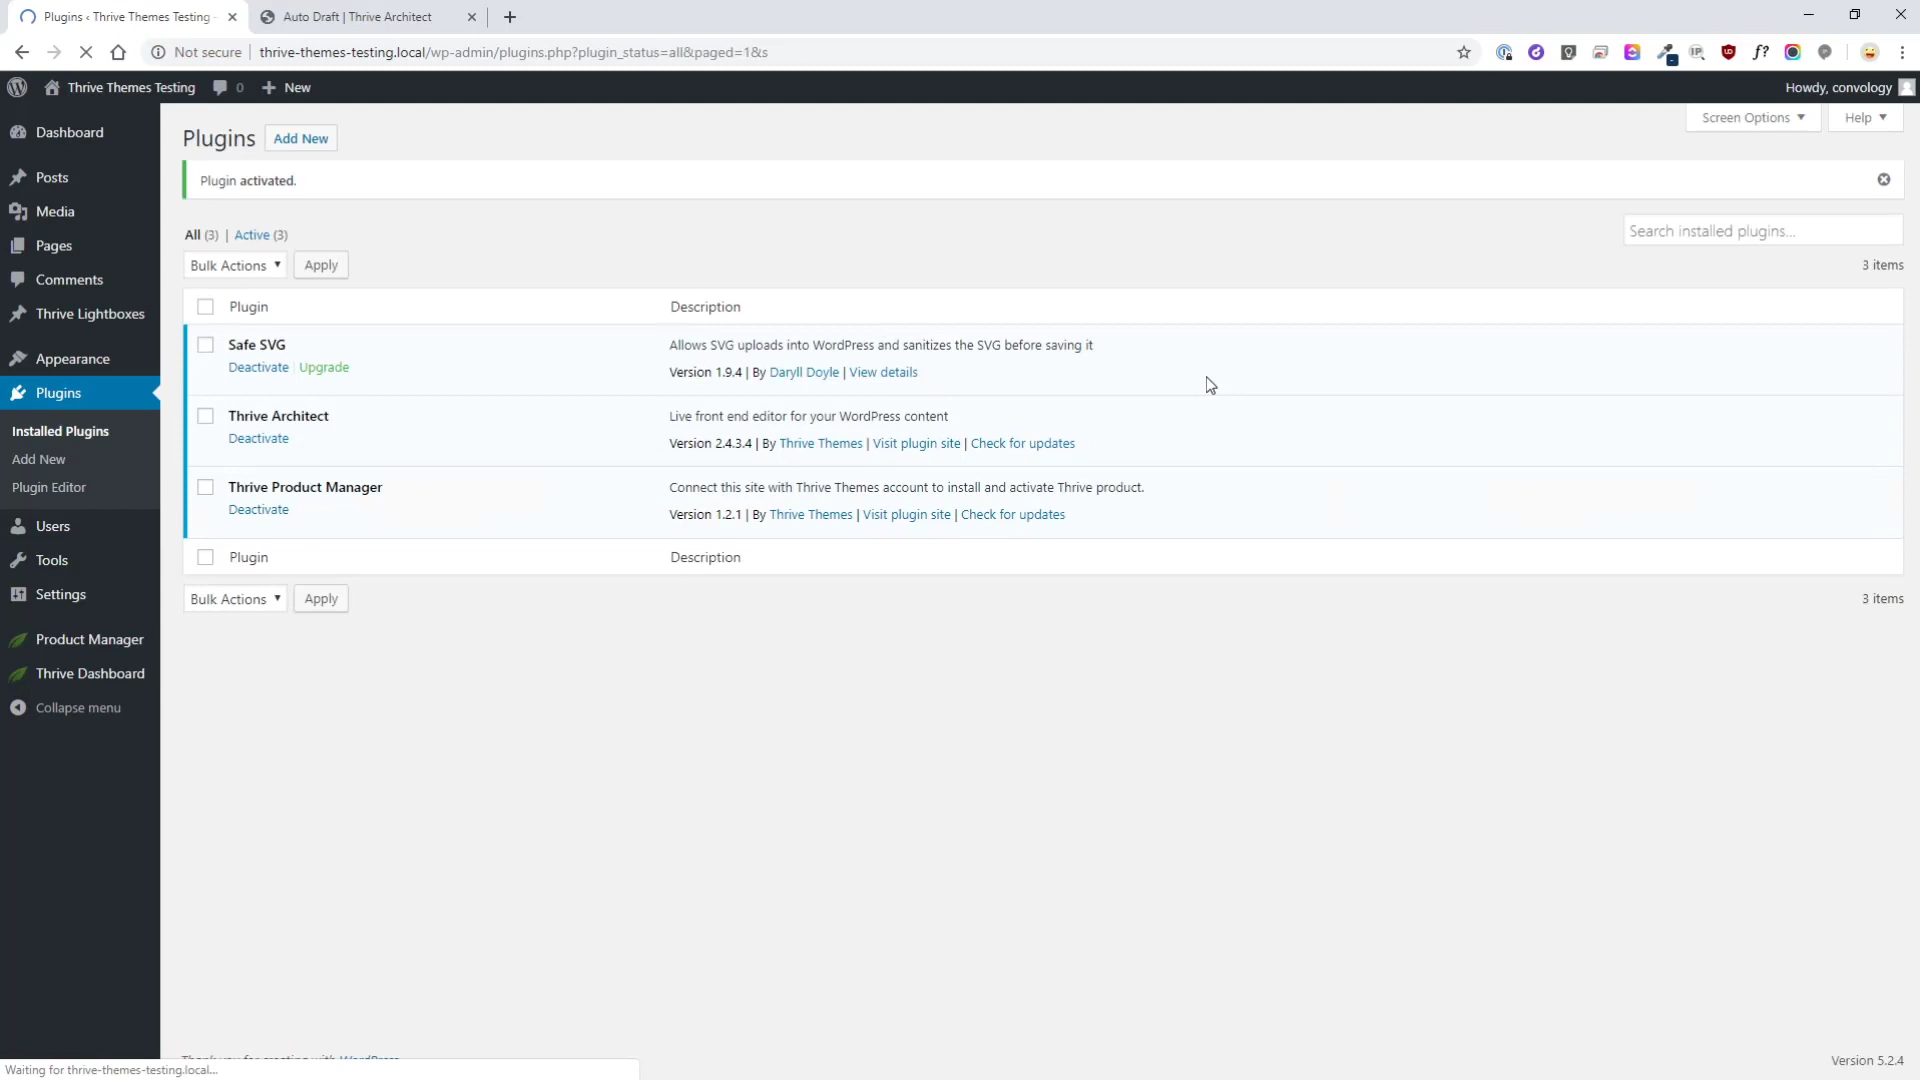 Plugins ‹ Thrive Themes Testing
Auto Draft | Thrive Architect
Not secure
thrive-themes-testing.local/wp-admin/plugins.php?plugin_status=all&paged=1&s
Thrive Themes Testing
0
New
Howdy, convology
Screen Options
Help
Dashboard
Posts
Media
Pages
Comments
Thrive Lightboxes
Appearance
Plugins
Installed Plugins
Add New
Plugin Editor
Users
Tools
Settings
Product Manager
Thrive Dashboard
Collapse menu
Plugins Add New
Plugin activated.
All (3) | Active (3)
Search installed plugins...
Bulk Actions Apply
3 items
Plugin Description
Safe SVG
Deactivate | Upgrade
Allows SVG uploads into WordPress and sanitizes the SVG before saving it
Version 1.9.4 | By Daryll Doyle | View details
Thrive Architect
Deactivate
Live front end editor for your WordPress content
Version 2.4.3.4 | By Thrive Themes | Visit plugin site | Check for updates
Thrive Product Manager
Deactivate
Connect this site with Thrive Themes account to install and activate Thrive product.
Version 1.2.1 | By Thrive Themes | Visit plugin site | Check for updates
Plugin Description
Bulk Actions Apply
3 items
Thank you for creating with WordPress
Version 5.2.4
Waiting for thrive-themes-testing.local...